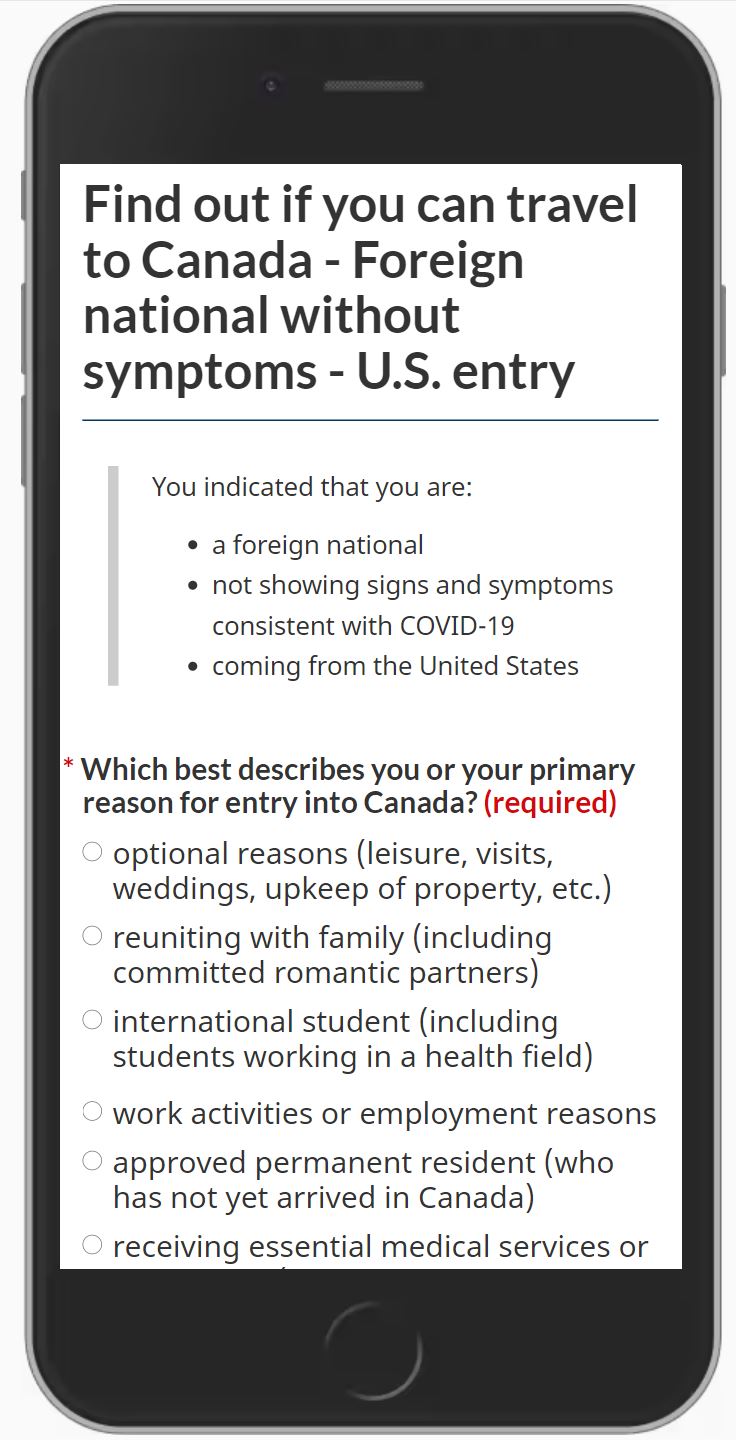 Find out if you can travel
to Canada - Foreign
national without
symptoms - U.S. entry
You indicated that you are:
• a foreign national
• not showing signs and symptoms
consistent with COVID-19
• coming from the United States
* Which best describes you or your primary
reason for entry into Canada? (required)
optional reasons (leisure, visits,
weddings, upkeep of property, etc.)
reuniting with family (including
committed romantic partners)
international student (including
students working in a health field)
work activities or employment reasons
approved permanent resident (who
has not yet arrived in Canada)
receiving essential medical services or